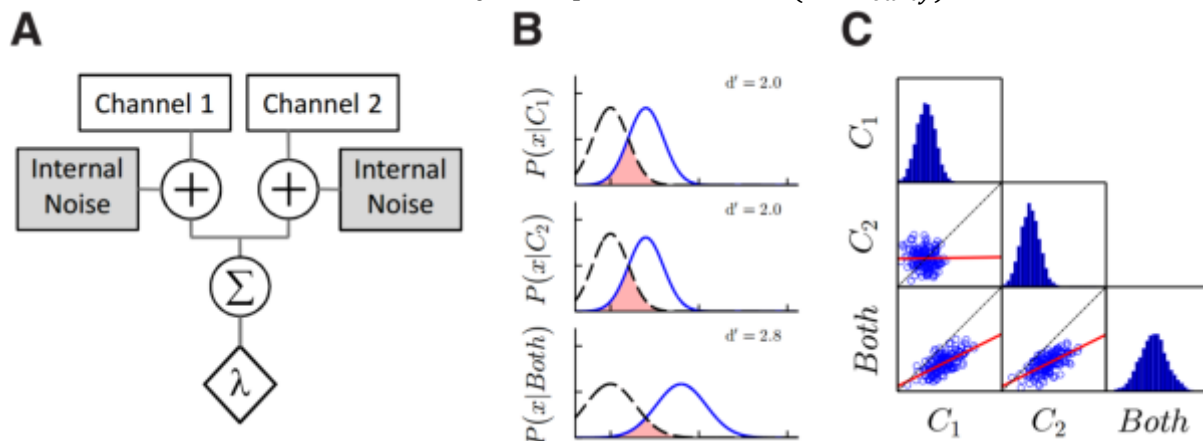 A
Channel 1
Channel 2
Internal
Noise
+
+
Internal
Noise
Σ
λ
B
P(x|C₁)
d′ = 2.0
P(x|C₂)
d′ = 2.0
P(x|Both)
d′ = 2.8
C
C₁
C₂
Both
C₁
C₂
Both